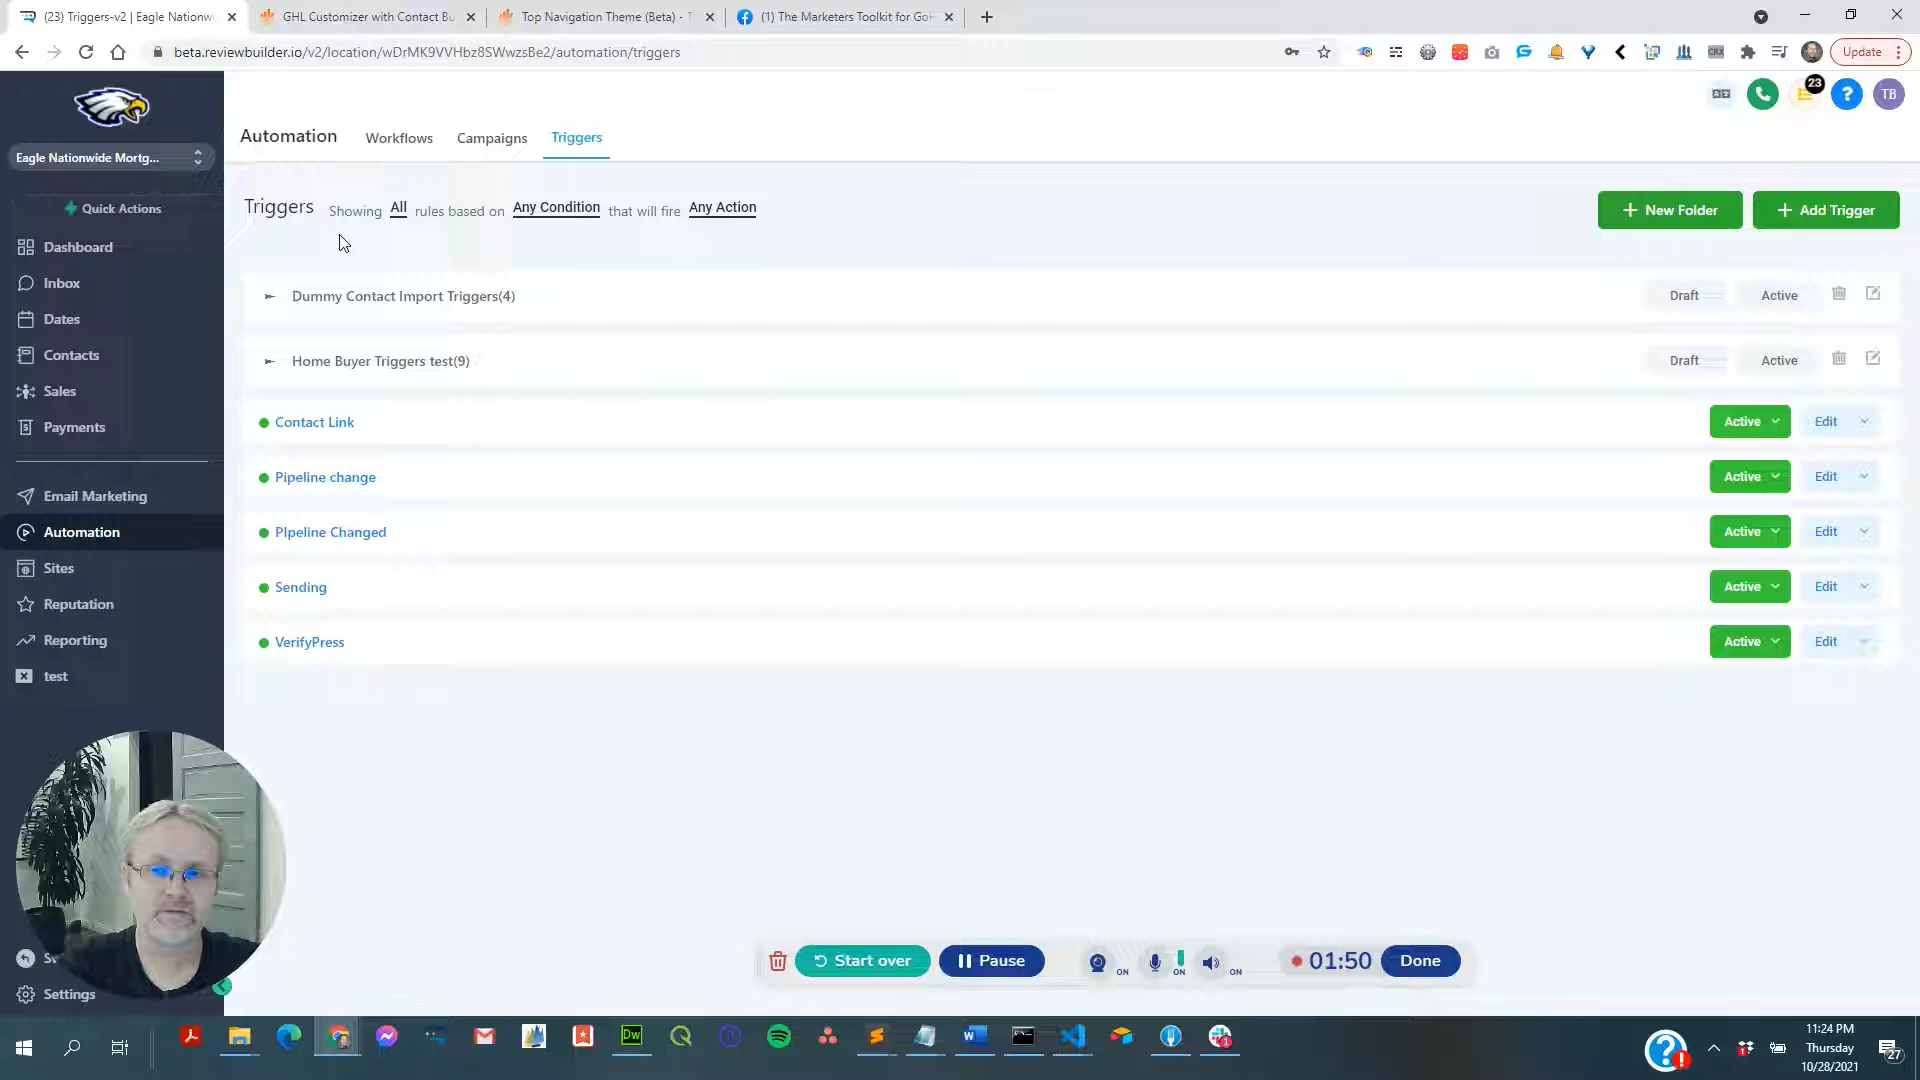 (23) Triggers-v2 | Eagle Nationw
GHL Customizer with Contact Bu
Top Navigation Theme (Beta) -
(1) The Marketers Toolkit for Go
beta.reviewbuilder.io/v2/location/wDrMK9VVHbz8SWwzsBe2/automation/triggers
CRX
Update
23
?
TB
Eagle Nationwide Mortg...
Automation
Workflows
Campaigns
Triggers
Quick Actions
Triggers
Showing All rules based on Any Condition that will fire Any Action
+ New Folder
+ Add Trigger
Dashboard
Inbox
Dates
Contacts
Sales
Payments
Email Marketing
Automation
Sites
Reputation
Reporting
test
Settings
Dummy Contact Import Triggers(4)
Draft
Active
Home Buyer Triggers test(9)
Draft
Active
Contact Link
Active
Edit
Pipeline change
Active
Edit
PIpeline Changed
Active
Edit
Sending
Active
Edit
VerifyPress
Active
Edit
Start over
Pause
ON
ON
ON
01:50
Done
Dw
11:24 PM
Thursday
10/28/2021
27